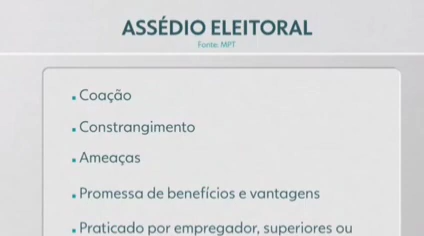 ASSÉDIO ELEITORAL
Fonte: MPT
▪ Coação
▪ Constrangimento
▪ Ameaças
▪ Promessa de benefícios e vantagens
▪ Praticado por empregador, superiores ou